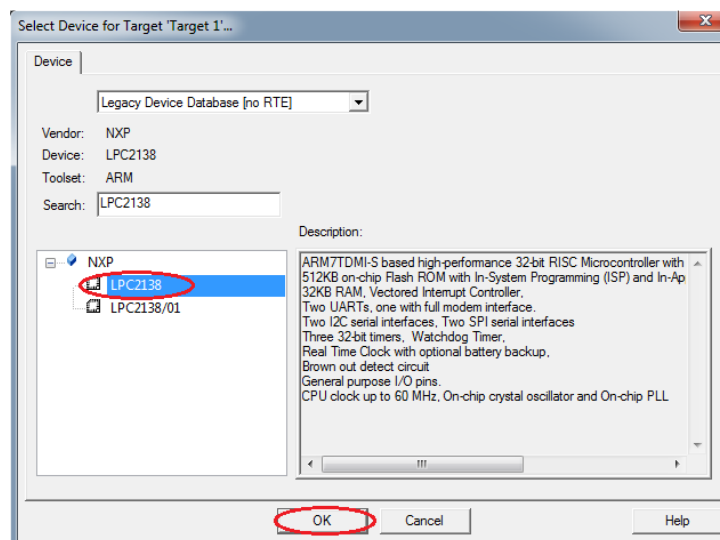 Select Device for Target 'Target 1'...
Device
Legacy Device Database [no RTE]
Vendor: NXP
Device: LPC2138
Toolset: ARM
Search: LPC2138
Description:
NXP
LPC2138
LPC2138/01
ARM7TDMI-S based high-performance 32-bit RISC Microcontroller with
512KB on-chip Flash ROM with In-System Programming (ISP) and In-Ap
32KB RAM, Vectored Interrupt Controller,
Two UARTs, one with full modem interface.
Two I2C serial interfaces, Two SPI serial interfaces
Three 32-bit timers, Watchdog Timer,
Real Time Clock with optional battery backup,
Brown out detect circuit
General purpose I/O pins.
CPU clock up to 60 MHz, On-chip crystal oscillator and On-chip PLL
OK
Cancel
Help